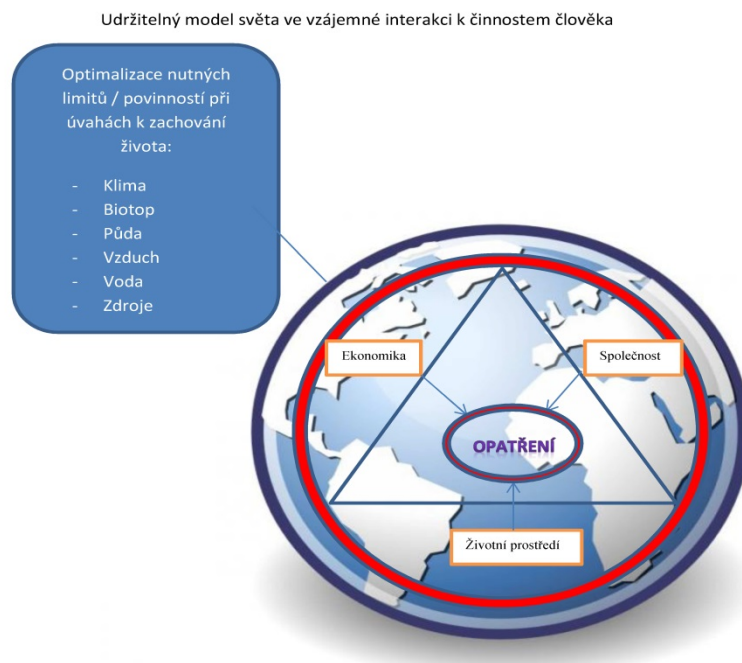 Udržitelný model světa ve vzájemné interakci k činnostem člověka
Optimalizace nutných
limitů / povinností při
úvahách k zachování
života:
- Klima
- Biotop
- Půda
- Vzduch
- Voda
- Zdroje
Ekonomika
Společnost
OPATŘENÍ
Životní prostředí